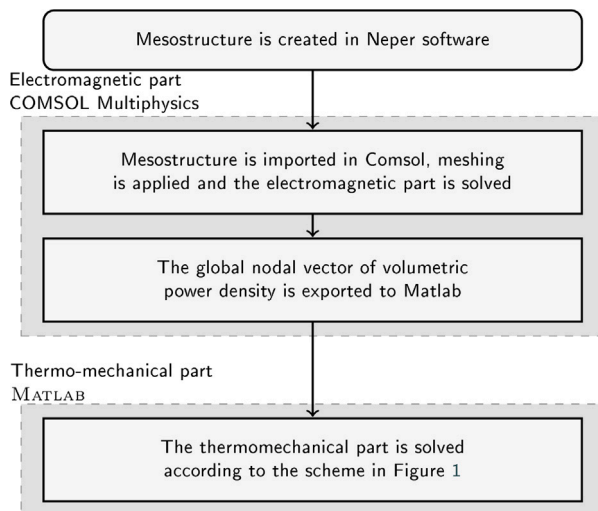 Mesostructure is created in Neper software
Electromagnetic part
COMSOL Multiphysics
Mesostructure is imported in Comsol, meshing
is applied and the electromagnetic part is solved
The global nodal vector of volumetric
power density is exported to Matlab
Thermo-mechanical part
MATLAB
The thermomechanical part is solved
according to the scheme in Figure 1